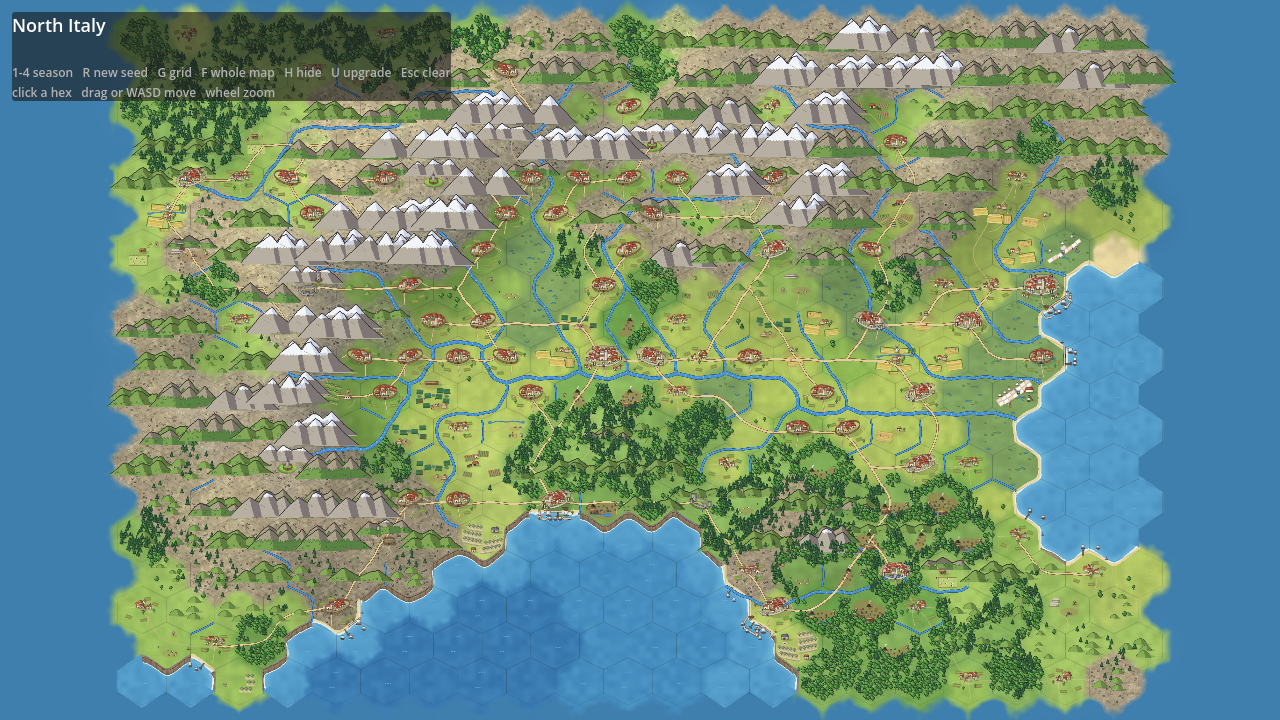 North Italy
1-4 season   R new seed   G grid   F whole map   H hide   U upgrade   Esc clear
click a hex   drag or WASD move   wheel zoom